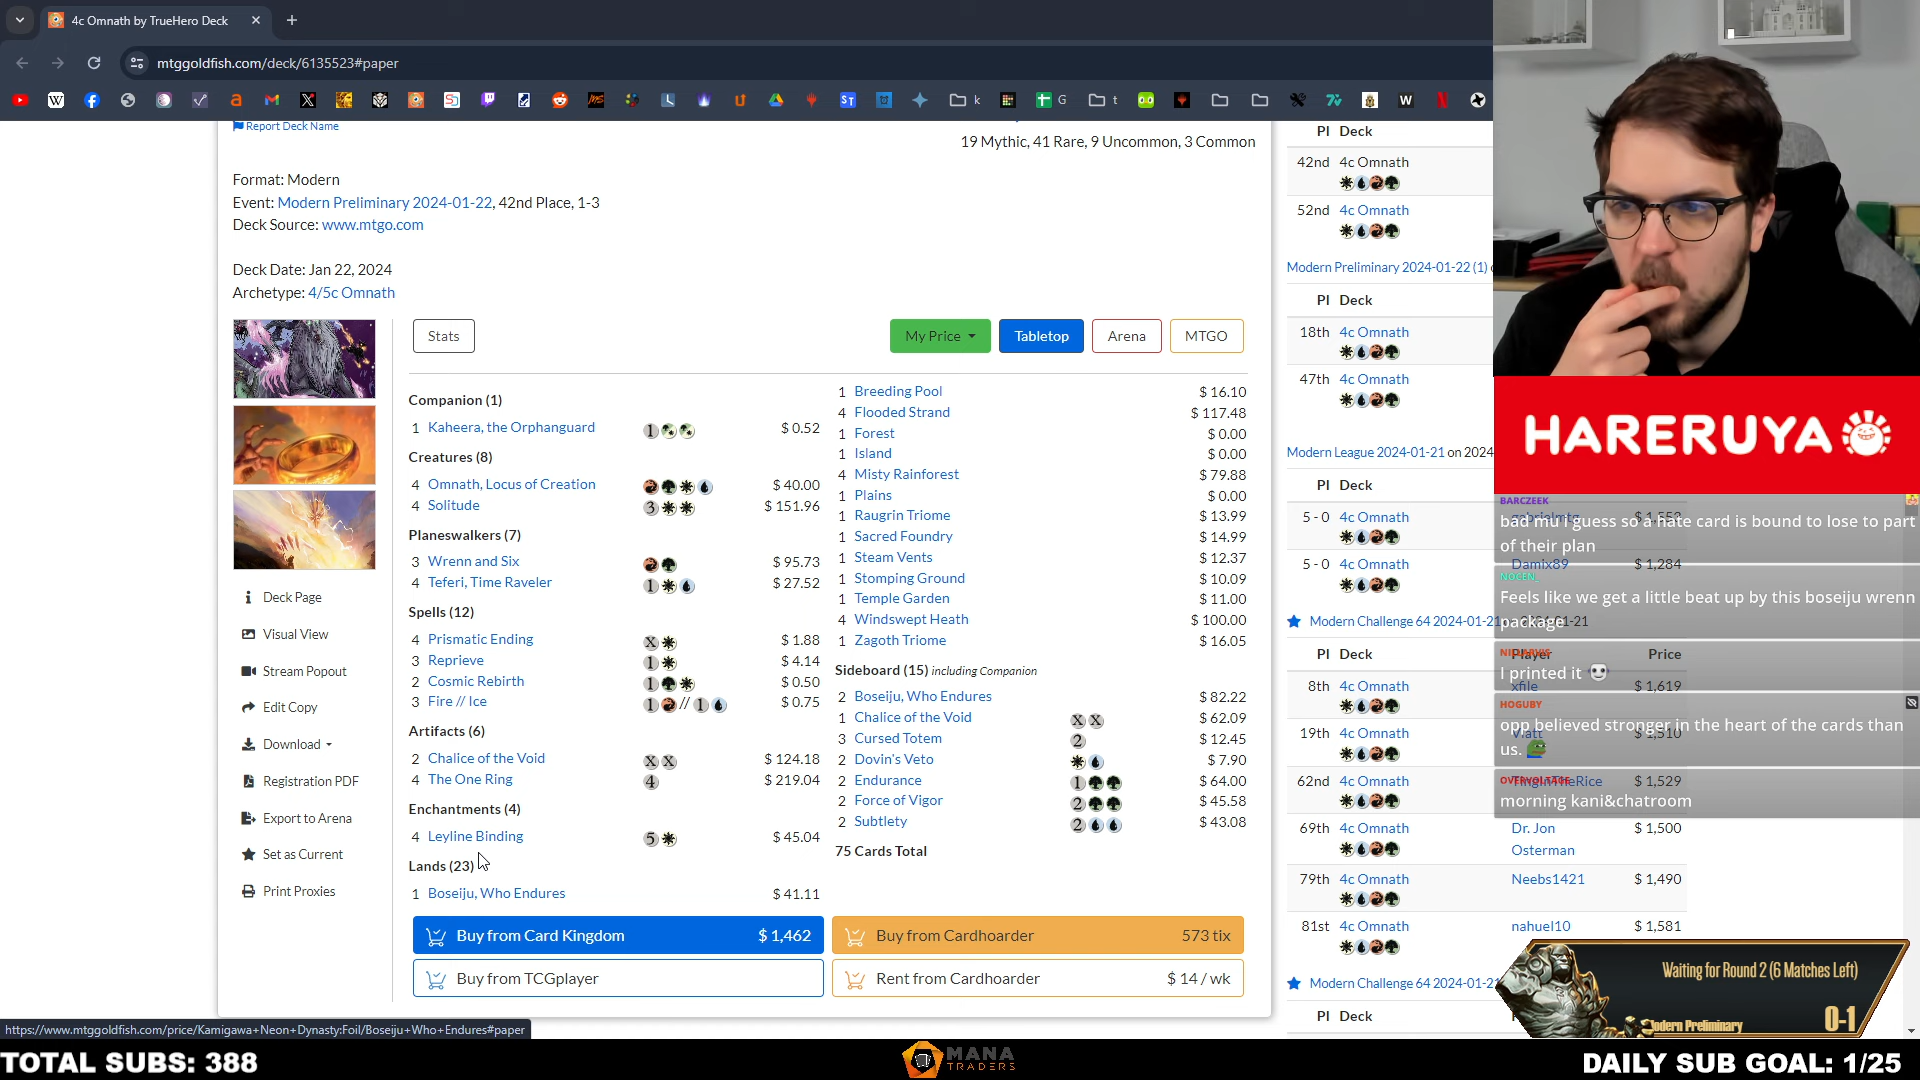 4c Omnath by TrueHero Deck
mtggoldfish.com/deck/6135523#paper
k
G
t
Report Deck Name
19 Mythic, 41 Rare, 9 Uncommon, 3 Common
Format: Modern
Event: Modern Preliminary 2024-01-22, 42nd Place, 1-3
Deck Source: www.mtgo.com
Deck Date: Jan 22, 2024
Archetype: 4/5c Omnath
Stats
My Price
Tabletop
Arena
MTGO
Deck Page
Visual View
Stream Popout
Edit Copy
Download
Registration PDF
Export to Arena
Set as Current
Print Proxies
Companion (1)
1 Kaheera, the Orphanguard $ 0.52
Creatures (8)
4 Omnath, Locus of Creation $ 40.00
4 Solitude 3 $ 151.96
Planeswalkers (7)
3 Wrenn and Six $ 95.73
4 Teferi, Time Raveler 1 $ 27.52
Spells (12)
4 Prismatic Ending X $ 1.88
3 Reprieve 1 $ 4.14
2 Cosmic Rebirth 1 $ 0.50
3 Fire // Ice 1 // 1 $ 0.75
Artifacts (6)
2 Chalice of the Void X X $ 124.18
4 The One Ring 4 $ 219.04
Enchantments (4)
4 Leyline Binding 5 $ 45.04
Lands (23)
1 Boseiju, Who Endures $ 41.11
1 Breeding Pool $ 16.10
4 Flooded Strand $ 117.48
1 Forest $ 0.00
1 Island $ 0.00
4 Misty Rainforest $ 79.88
1 Plains $ 0.00
1 Raugrin Triome $ 13.99
1 Sacred Foundry $ 14.99
1 Steam Vents $ 12.37
1 Stomping Ground $ 10.09
1 Temple Garden $ 11.00
4 Windswept Heath $ 100.00
1 Zagoth Triome $ 16.05
Sideboard (15) including Companion
2 Boseiju, Who Endures $ 82.22
1 Chalice of the Void X X $ 62.09
3 Cursed Totem 2 $ 12.45
2 Dovin's Veto $ 7.90
2 Endurance 1 $ 64.00
2 Force of Vigor 2 $ 45.58
2 Subtlety 2 $ 43.08
75 Cards Total
Buy from Card Kingdom $ 1,462
Buy from Cardhoarder 573 tix
Buy from TCGplayer
Rent from Cardhoarder $ 14 / wk
https://www.mtggoldfish.com/price/Kamigawa+Neon+Dynasty:Foil/Boseiju+Who+Endures#paper
Pl Deck
42nd 4c Omnath
52nd 4c Omnath
Modern Preliminary 2024-01-22 (1)
Pl Deck
18th 4c Omnath
47th 4c Omnath
Modern League 2024-01-21 on 2024
Pl Deck
5 - 0 4c Omnath
5 - 0 4c Omnath Damix89 $ 1,284
Modern Challenge 64 2024-01-21
Pl Deck Player Price
8th 4c Omnath xfile $ 1,619
19th 4c Omnath $ 1,510
62nd 4c Omnath $ 1,529
69th 4c Omnath Dr. Jon Osterman $ 1,500
79th 4c Omnath Neebs1421 $ 1,490
81st 4c Omnath nahuel10 $ 1,581
Modern Challenge 64 2024-01-21
Pl Deck
HARERUYA
BARCZEEK
bad mu i guess so a hate card is bound to lose to part
of their plan
NOCEN_
Feels like we get a little beat up by this boseiju wrenn
package
I printed it
HOGUBY
opp believed stronger in the heart of the cards than
us.
OVERVOLTAGE
morning kani&chatroom
Waiting for Round 2 (6 Matches Left)
Modern Preliminary
0-1
TOTAL SUBS: 388
MANA
TRADERS
DAILY SUB GOAL: 1/25